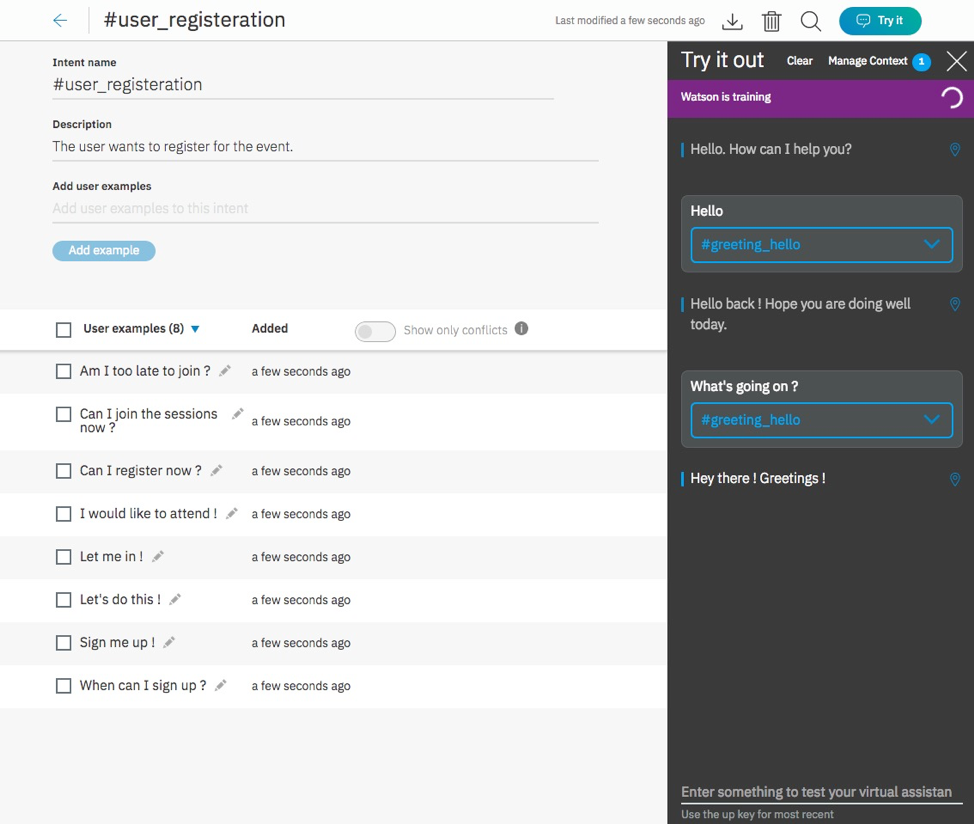 #user_registeration
Last modified a few seconds ago
Try it
Intent name
#user_registeration
Description
The user wants to register for the event.
Add user examples
Add user examples to this intent
Add example
User examples (8) ▼
Added
Show only conflicts
Am I too late to join ?
a few seconds ago
Can I join the sessions
now ?
a few seconds ago
Can I register now ?
a few seconds ago
I would like to attend !
a few seconds ago
Let me in !
a few seconds ago
Let's do this !
a few seconds ago
Sign me up !
a few seconds ago
When can I sign up ?
a few seconds ago
Try it out
Clear
Manage Context 1
Watson is training
Hello. How can I help you?
Hello
#greeting_hello
Hello back ! Hope you are doing well
today.
What's going on ?
#greeting_hello
Hey there ! Greetings !
Enter something to test your virtual assistan
Use the up key for most recent